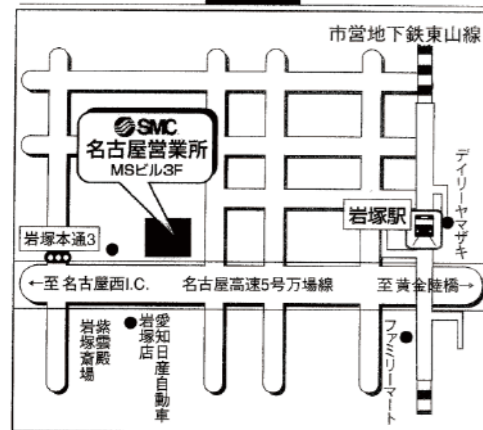 市営地下鉄東山線
SMC
名古屋営業所
MSビル3F
デイリーヤマザキ
岩塚駅
岩塚本通3
←至名古屋西I.C.
名古屋高速5号万場線
至黄金陸橋→
紫雲殿
岩塚斎場
愛知日産自動車
岩塚店
ファミリーマート